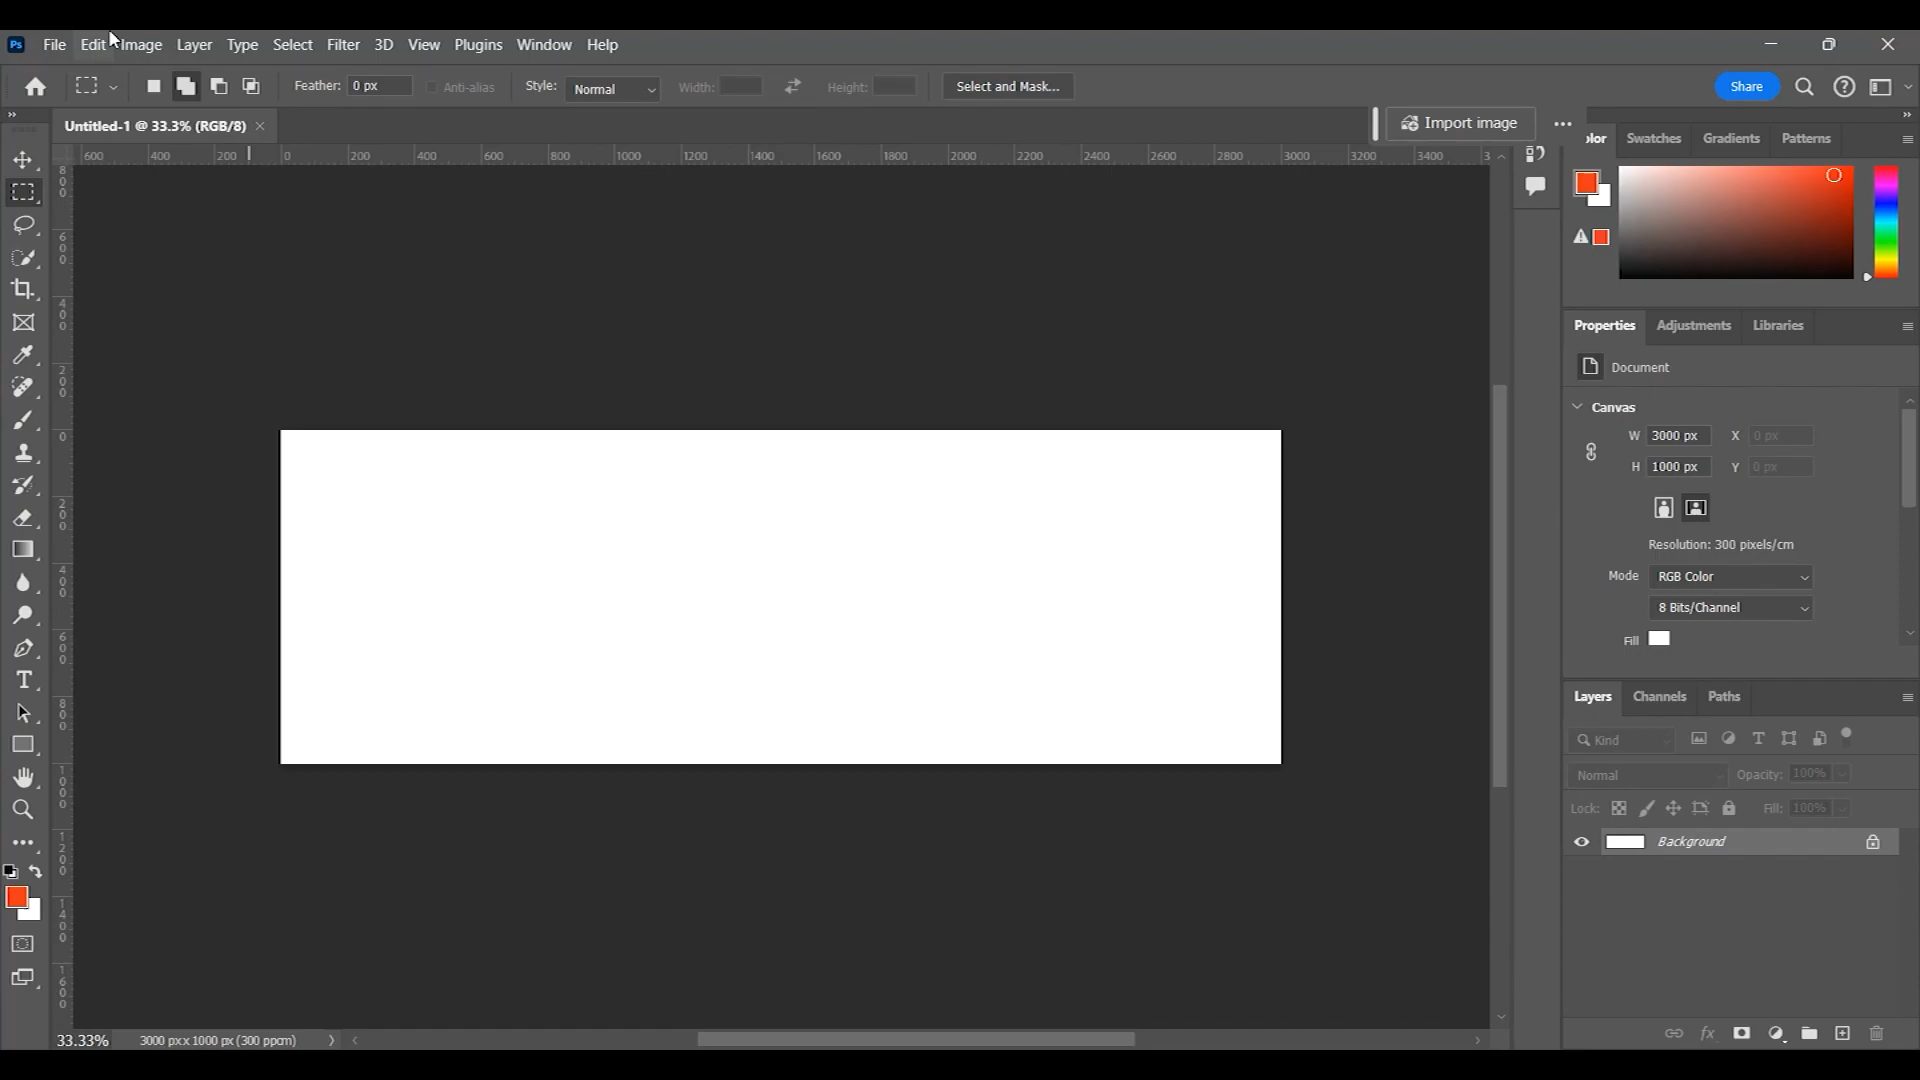 Ps File Edit Image Layer Type Select Filter 3D View Plugins Window Help
Feather: 0 px Anti-alias Style: Normal Width: Height: Select and Mask... Share
Untitled-1 @ 33.3% (RGB/8) Import image
600 400 200 0 200 400 600 800 1000 1200 1400 1600 1800 2000 2200 2400 2600 2800 3000 3200 3400 3
800
600
400
200
0
200
400
600
800
1000
1200
1400
1600
olor Swatches Gradients Patterns
Properties Adjustments Libraries
Document
Canvas
W 3000 px X 0 px
H 1000 px Y 0 px
Resolution: 300 pixels/cm
Mode RGB Color
8 Bits/Channel
Fill
Layers Channels Paths
Kind
Normal Opacity: 100%
Lock: Fill: 100%
Background
fx
33.33% 3000 px x 1000 px (300 ppcm)